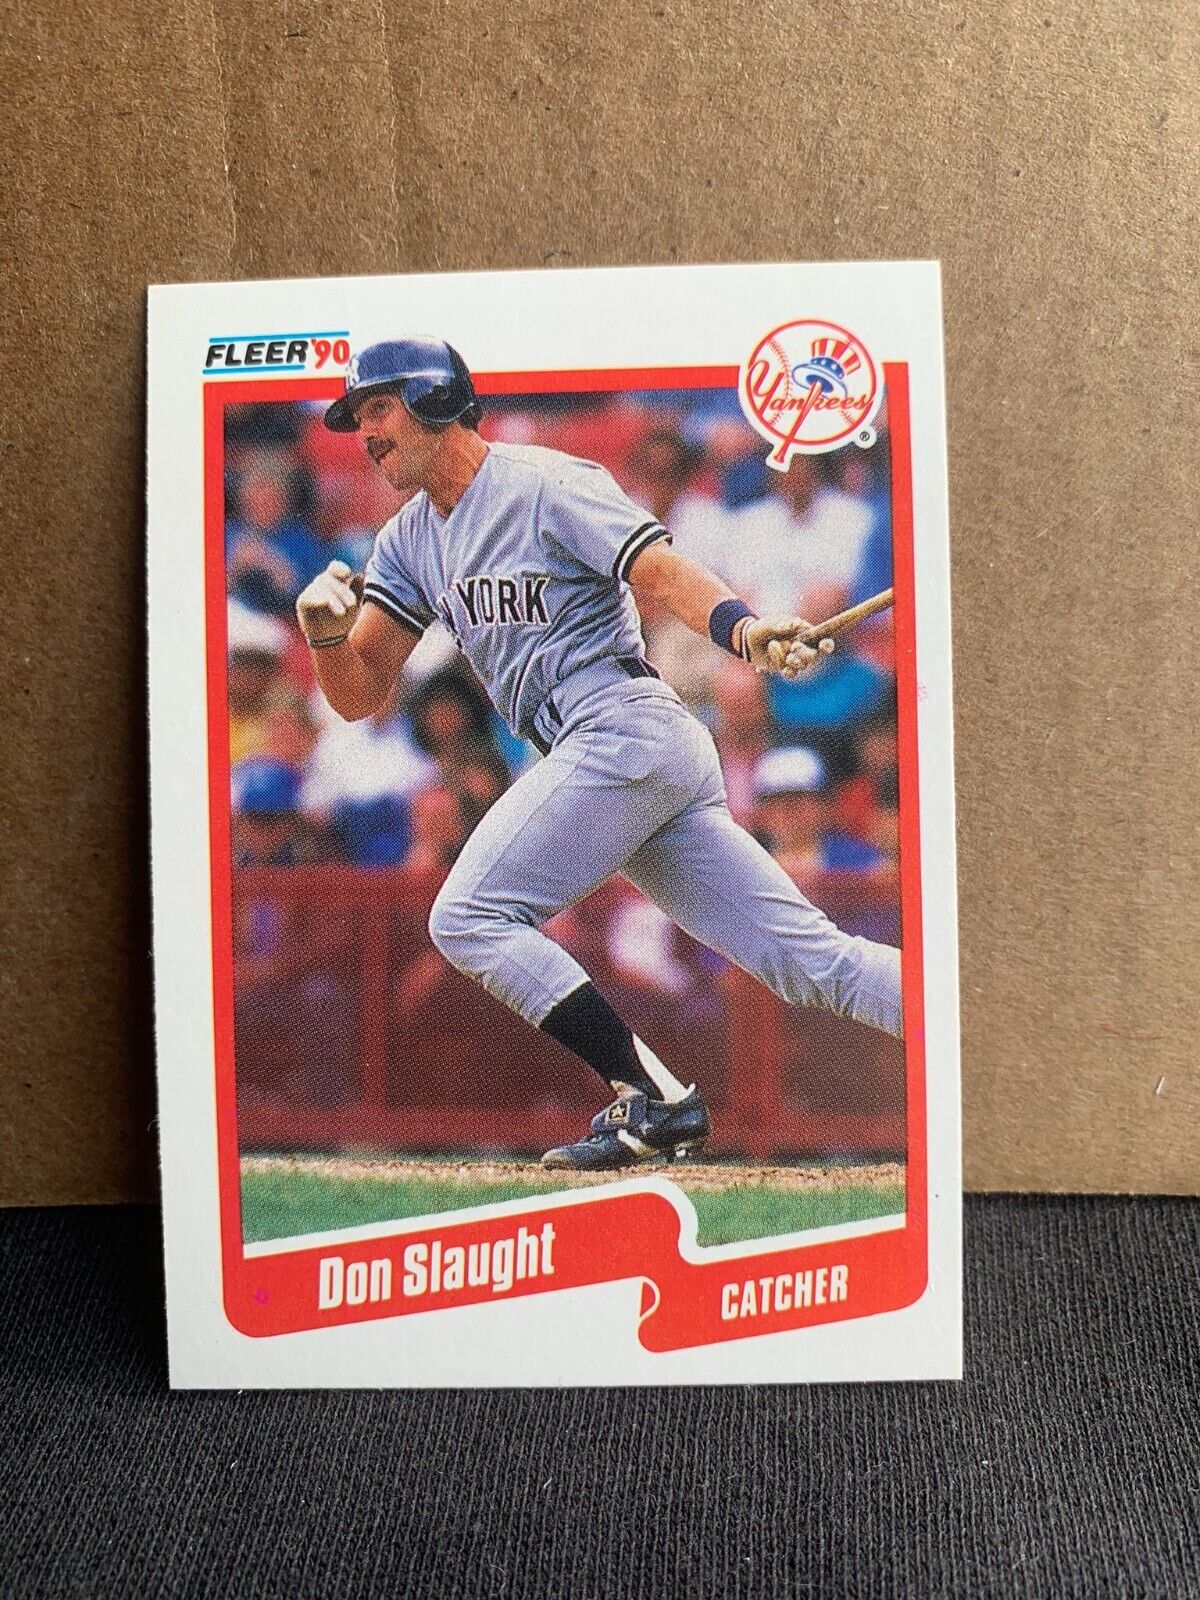 FLEER '90
Yankees
®
YORK
Don Slaught
CATCHER